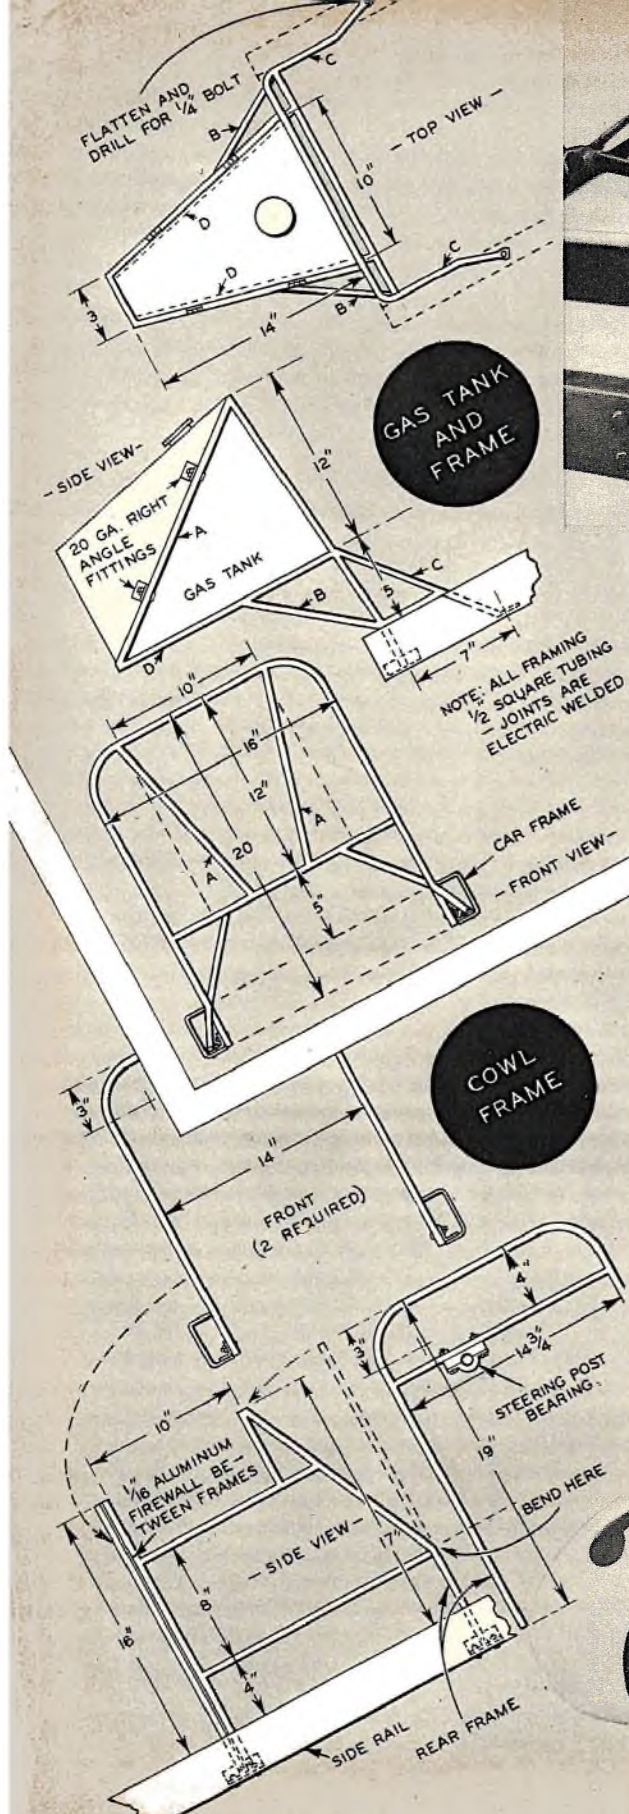 FLATTEN AND
DRILL FOR 1/4" BOLT
C
B
- TOP VIEW -
10"
D
D
C
3"
14"
B
GAS TANK
AND
FRAME
- SIDE VIEW-
12"
20 GA. RIGHT
ANGLE
FITTINGS
A
GAS TANK
C
5
B
D
7"
NOTE: ALL FRAMING
1/2" SQUARE TUBING
- JOINTS ARE
ELECTRIC WELDED
10"
16"
12"
A
20
A
CAR FRAME
5"
- FRONT VIEW-
COWL
FRAME
3"
14"
FRONT
(2 REQUIRED)
4"
3"
14 3/4"
STEERING POST
BEARING
10"
1/16" ALUMINUM
FIREWALL BE-
TWEEN FRAMES
19"
- SIDE VIEW -
17"
BEND HERE
8"
16"
4"
SIDE RAIL
REAR FRAME